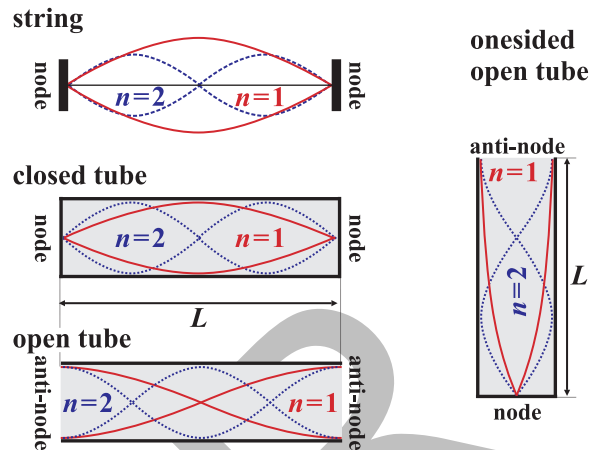 string
node
n=2
n=1
node
closed tube
node
n=2
n=1
node
L
open tube
anti-node
n=2
n=1
anti-node
onesided
open tube
anti-node
n=1
n=2
L
node